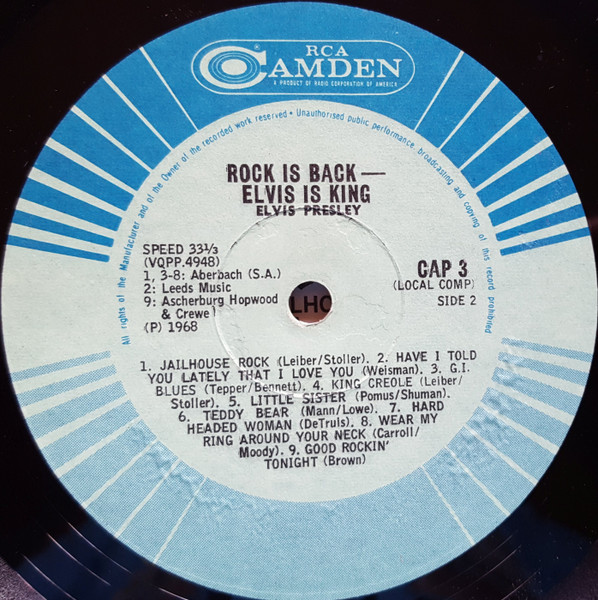 RCA
CAMDEN
A PRODUCT OF RADIO CORPORATION OF AMERICA
All rights of the Manufacturer and of the Owner of the recorded work reserved • Unauthorised public performance, broadcasting and copying of this record prohibited
ROCK IS BACK—
ELVIS IS KING
ELVIS PRESLEY
SPEED 33⅓
(VQPP.4948)
1, 3-8: Aberbach (S.A.)
2: Leeds Music
9: Ascherburg Hopwood
& Crewe
(P) 1968
CAP 3
(LOCAL COMP)
SIDE 2
LHO
1. JAILHOUSE ROCK (Leiber/Stoller). 2. HAVE I TOLD
YOU LATELY THAT I LOVE YOU (Weisman). 3. G.I.
BLUES (Tepper/Bennett). 4. KING CREOLE (Leiber/
Stoller). 5. LITTLE SISTER (Pomus/Shuman).
6. TEDDY BEAR (Mann/Lowe). 7. HARD
HEADED WOMAN (DeTruls). 8. WEAR MY
RING AROUND YOUR NECK (Carroll/
Moody). 9. GOOD ROCKIN'
TONIGHT (Brown)